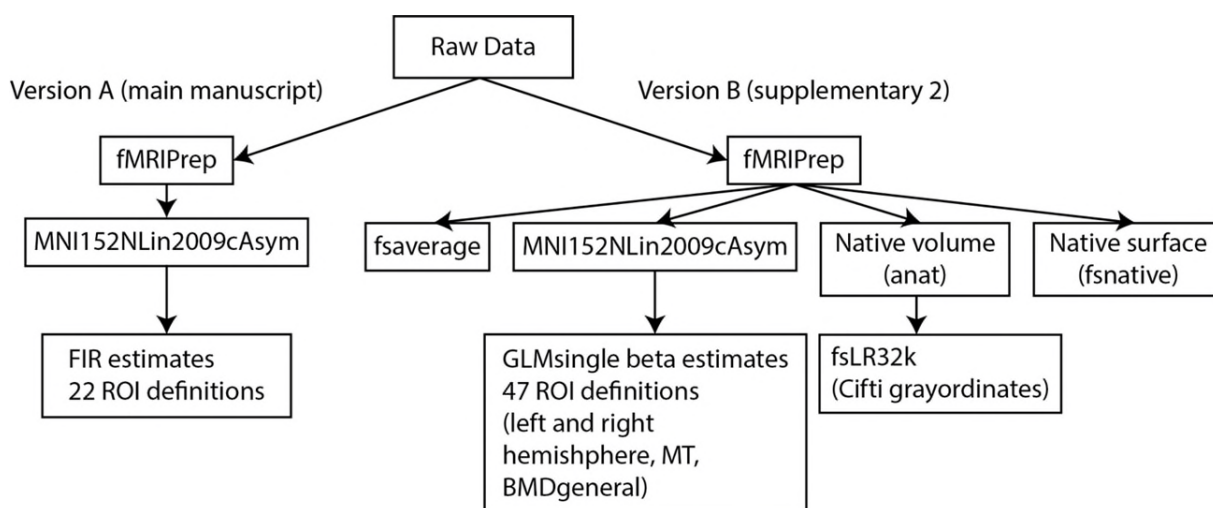 Raw Data
Version A (main manuscript)
Version B (supplementary 2)
fMRIPrep
fMRIPrep
MNI152NLin2009cAsym
fsaverage
MNI152NLin2009cAsym
Native volume
(anat)
Native surface
(fsnative)
FIR estimates
22 ROI definitions
GLMsingle beta estimates
47 ROI definitions
(left and right
hemishphere, MT,
BMDgeneral)
fsLR32k
(Cifti grayordinates)